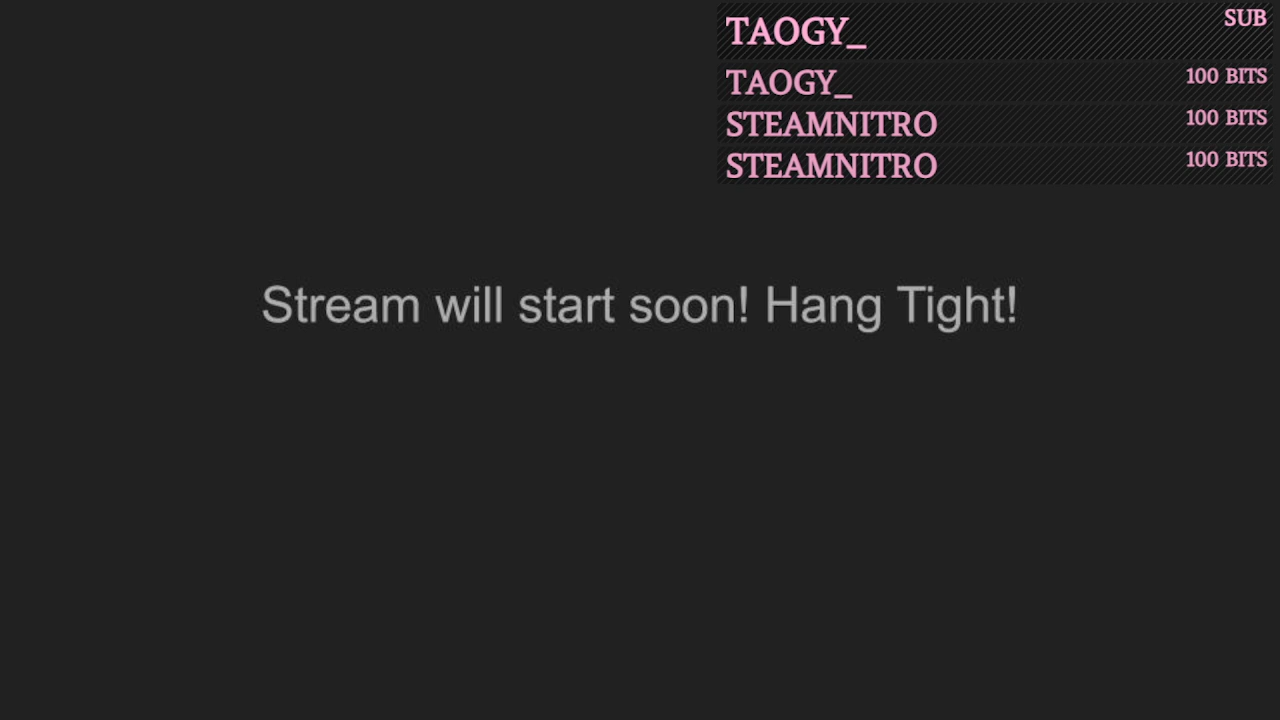 TAOGY_ SUB
TAOGY_ 100 BITS
STEAMNITRO 100 BITS
STEAMNITRO 100 BITS
Stream will start soon! Hang Tight!